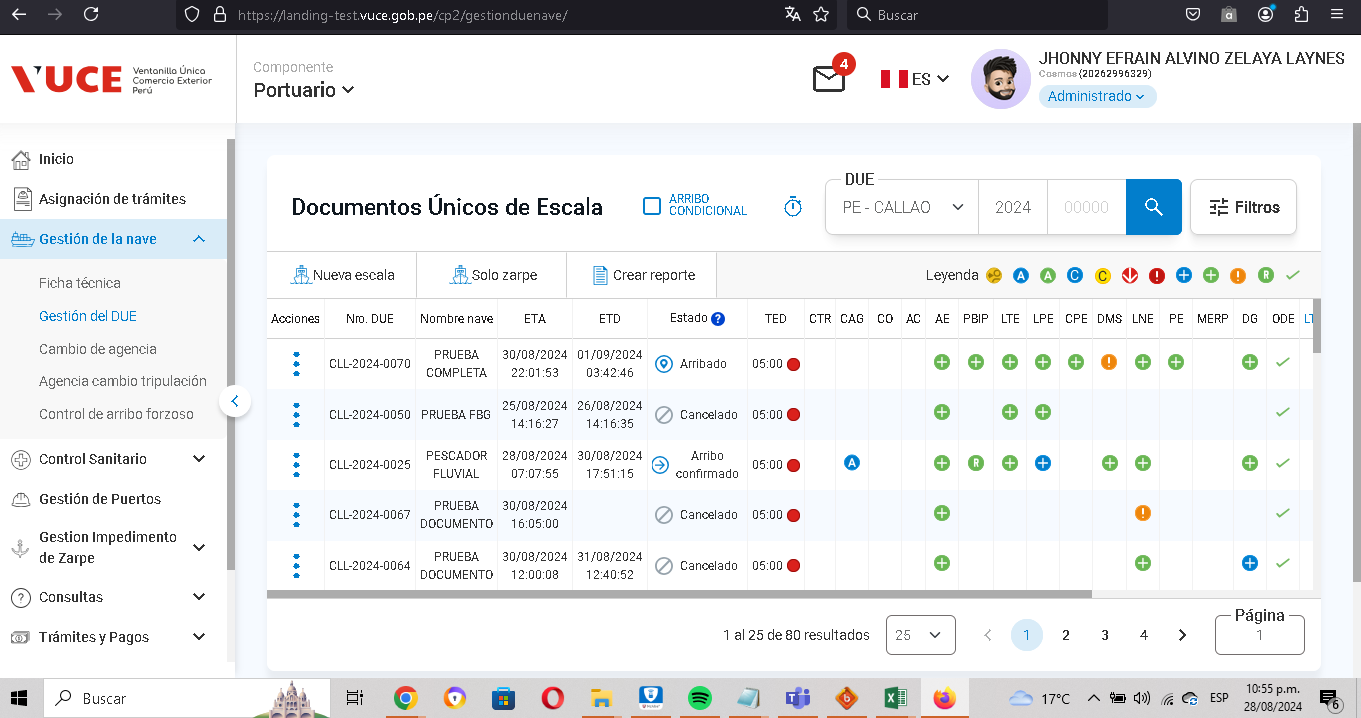 https://landing-test.vuce.gob.pe/cp2/gestionduenave/
Buscar
VUCE
Ventanilla Única
Comercio Exterior
Perú
Componente
Portuario
4
ES
JHONNY EFRAIN ALVINO ZELAYA LAYNES
Cosmos (20262996329)
Administrado
Inicio
Asignación de trámites
Gestión de la nave
Ficha técnica
Gestión del DUE
Cambio de agencia
Agencia cambio tripulación
Control de arribo forzoso
Control Sanitario
Gestión de Puertos
Gestion Impedimento
de Zarpe
Consultas
Trámites y Pagos
Documentos Únicos de Escala
ARRIBO
CONDICIONAL
DUE
PE - CALLAO 2024 00000
Filtros
Nueva escala Solo zarpe Crear reporte
Leyenda A A C C R
Acciones Nro. DUE Nombre nave ETA ETD Estado ? TED CTR CAG CO AC AE PBIP LTE LPE CPE DMS LNE PE MERP DG ODE LT
CLL-2024-0070 PRUEBA COMPLETA 30/08/2024 22:01:53 01/09/2024 03:42:46 Arribado 05:00
CLL-2024-0050 PRUEBA FBG 25/08/2024 14:16:27 26/08/2024 14:16:35 Cancelado 05:00
CLL-2024-0025 PESCADOR FLUVIAL 28/08/2024 07:07:55 30/08/2024 17:51:15 Arribo confirmado 05:00 A R
CLL-2024-0067 PRUEBA DOCUMENTO 30/08/2024 16:05:00 Cancelado 05:00
CLL-2024-0064 PRUEBA DOCUMENTO 30/08/2024 12:00:08 31/08/2024 12:40:52 Cancelado 05:00
1 al 25 de 80 resultados 25 1 2 3 4
Página
1
Buscar
17°C
ESP
10:55 p.m.
28/08/2024
6